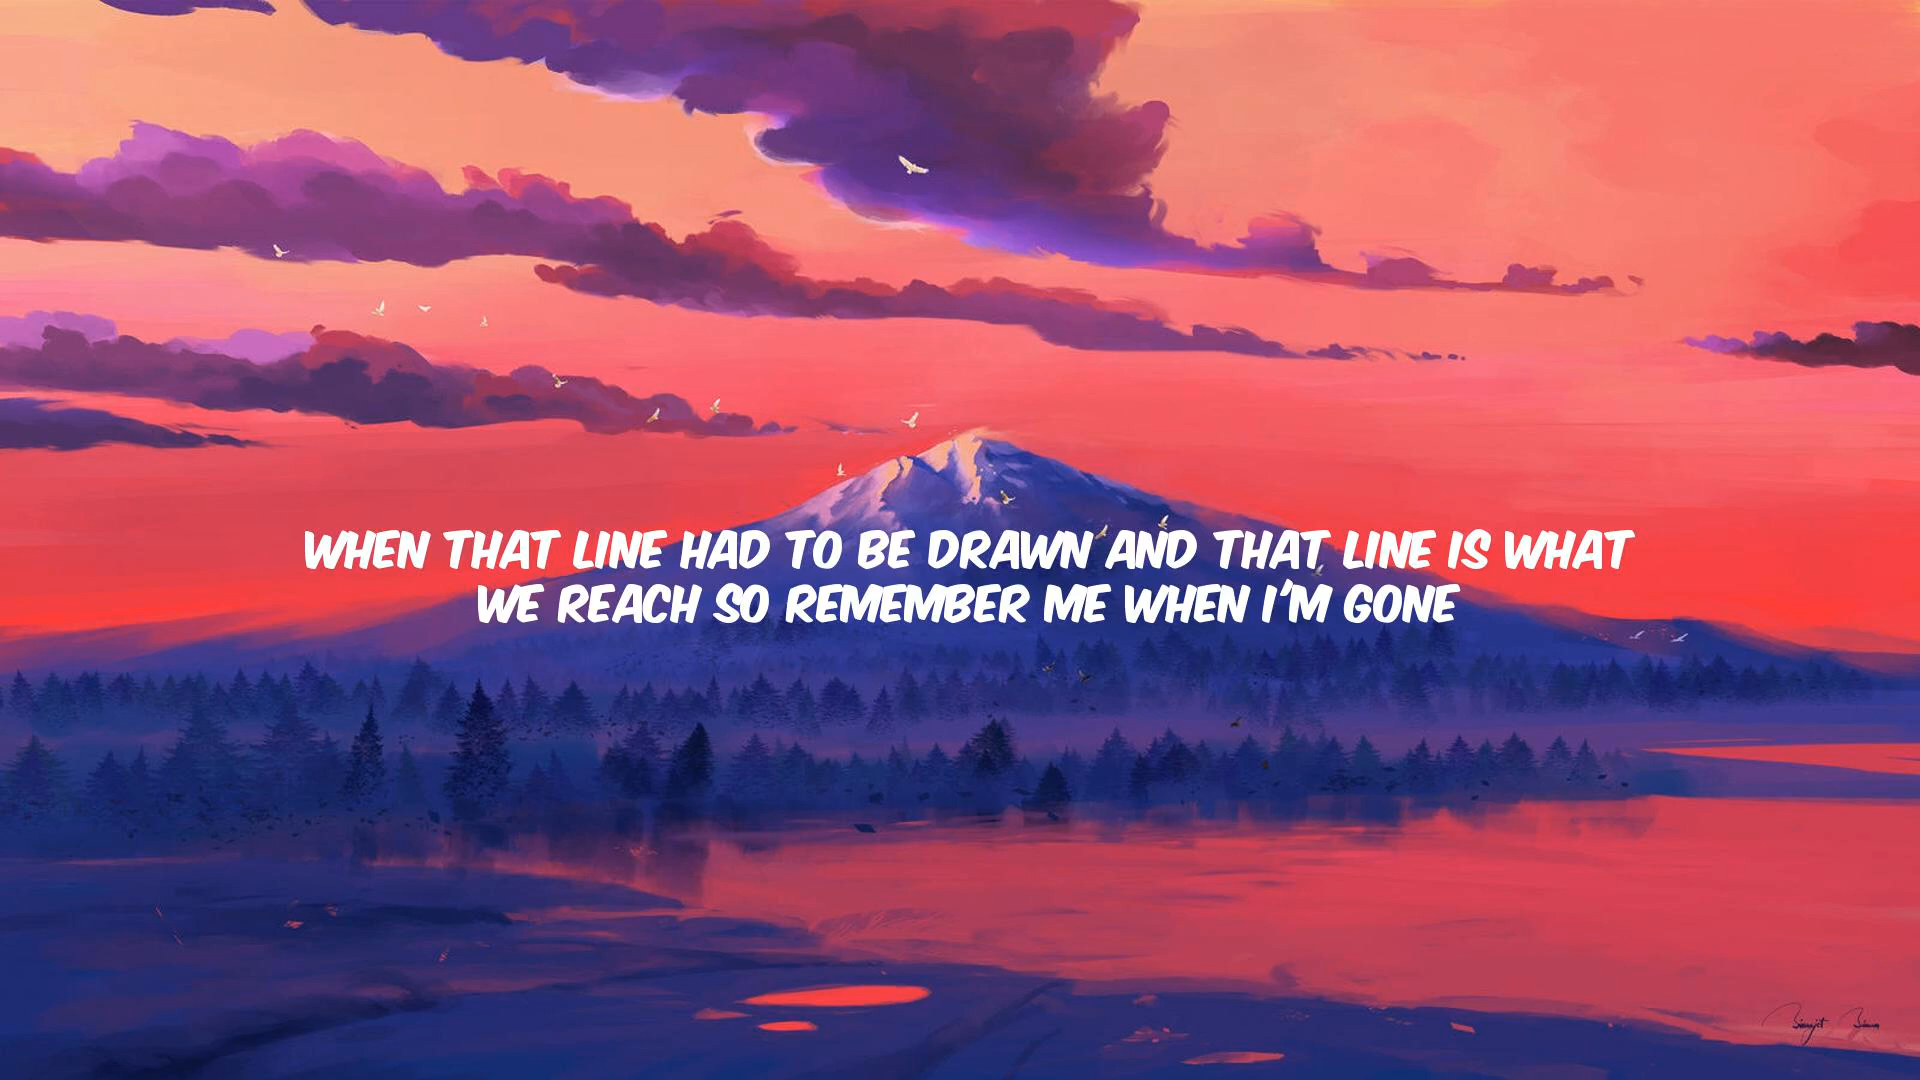 WHEN THAT LINE HAD TO BE DRAWN AND THAT LINE IS WHAT
WE REACH SO REMEMBER ME WHEN I'M GONE